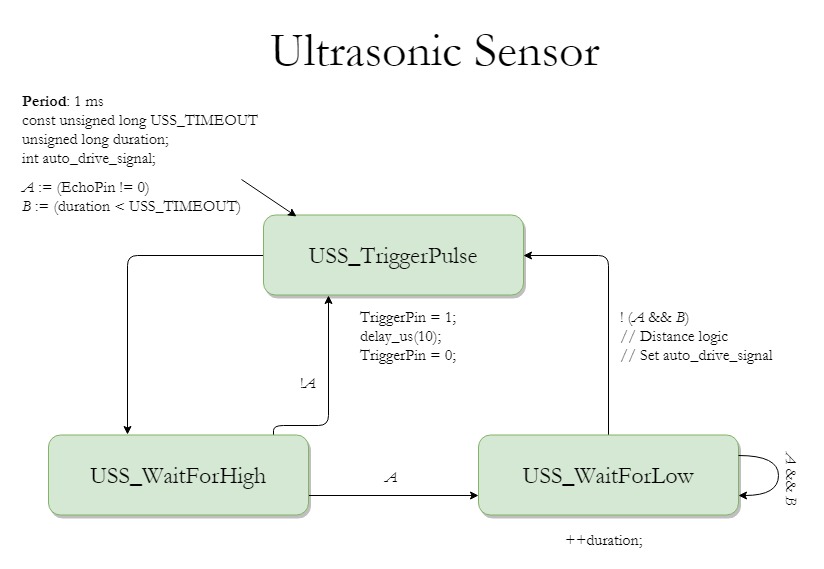 Ultrasonic Sensor
Period: 1 ms
const unsigned long USS_TIMEOUT
unsigned long duration;
int auto_drive_signal;
A := (EchoPin != 0)
B := (duration < USS_TIMEOUT)
USS_TriggerPulse
TriggerPin = 1;
delay_us(10);
TriggerPin = 0;
! (A && B)
// Distance logic
// Set auto_drive_signal
!A
USS_WaitForHigh
A
USS_WaitForLow
A && B
++duration;